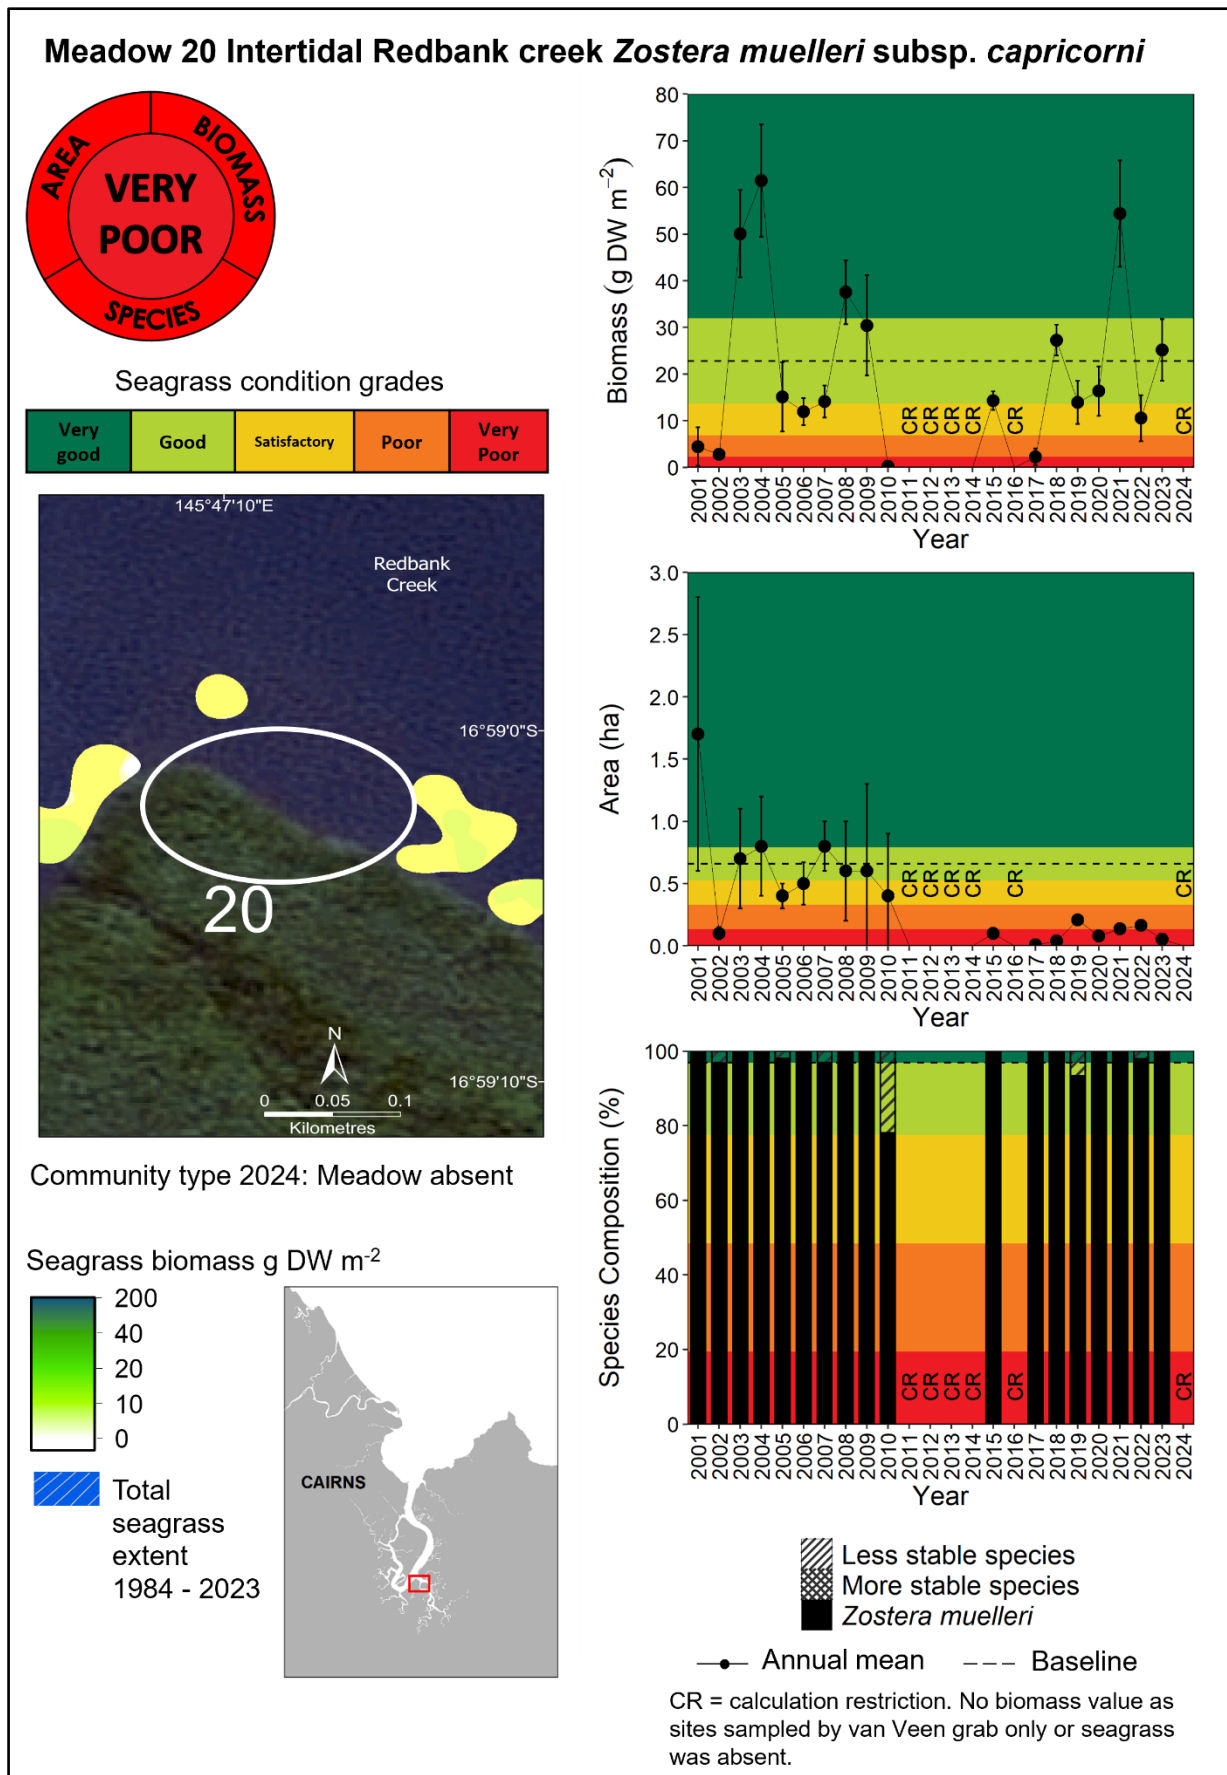 Meadow 20 Intertidal Redbank creek Zostera muelleri subsp. capricorni
AREA
BIOMASS
SPECIES
VERY
POOR
Seagrass condition grades
Very good
Good
Satisfactory
Poor
Very Poor
145°47'10"E
Redbank
Creek
16°59'0"S
20
N
16°59'10"S
0 0.05 0.1
Kilometres
Community type 2024: Meadow absent
Seagrass biomass g DW m-2
200
40
20
10
0
Total
seagrass
extent
1984 - 2023
CAIRNS
Biomass (g DW m−2)
80
70
60
50
40
30
20
10
0
CR CR CR CR CR CR
2001 2002 2003 2004 2005 2006 2007 2008 2009 2010 2011 2012 2013 2014 2015 2016 2017 2018 2019 2020 2021 2022 2023 2024
Year
Area (ha)
3.0
2.5
2.0
1.5
1.0
0.5
0.0
CR CR CR CR CR CR
2001 2002 2003 2004 2005 2006 2007 2008 2009 2010 2011 2012 2013 2014 2015 2016 2017 2018 2019 2020 2021 2022 2023 2024
Year
Species Composition (%)
100
80
60
40
20
0
CR CR CR CR CR CR
2001 2002 2003 2004 2005 2006 2007 2008 2009 2010 2011 2012 2013 2014 2015 2016 2017 2018 2019 2020 2021 2022 2023 2024
Year
Less stable species
More stable species
Zostera muelleri
Annual mean
Baseline
CR = calculation restriction. No biomass value as
sites sampled by van Veen grab only or seagrass
was absent.